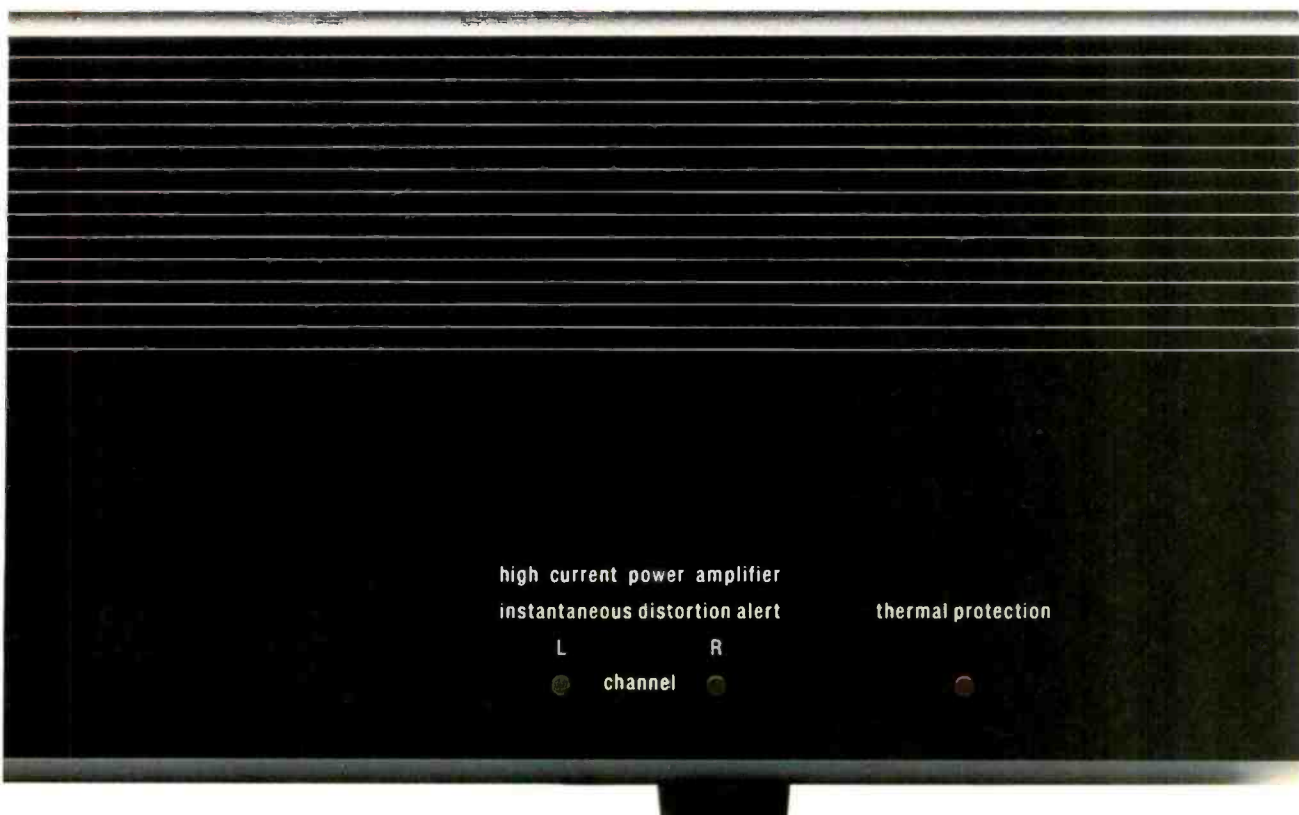 high current power amplifier
instantaneous distortion alert
thermal protection
L R
channel